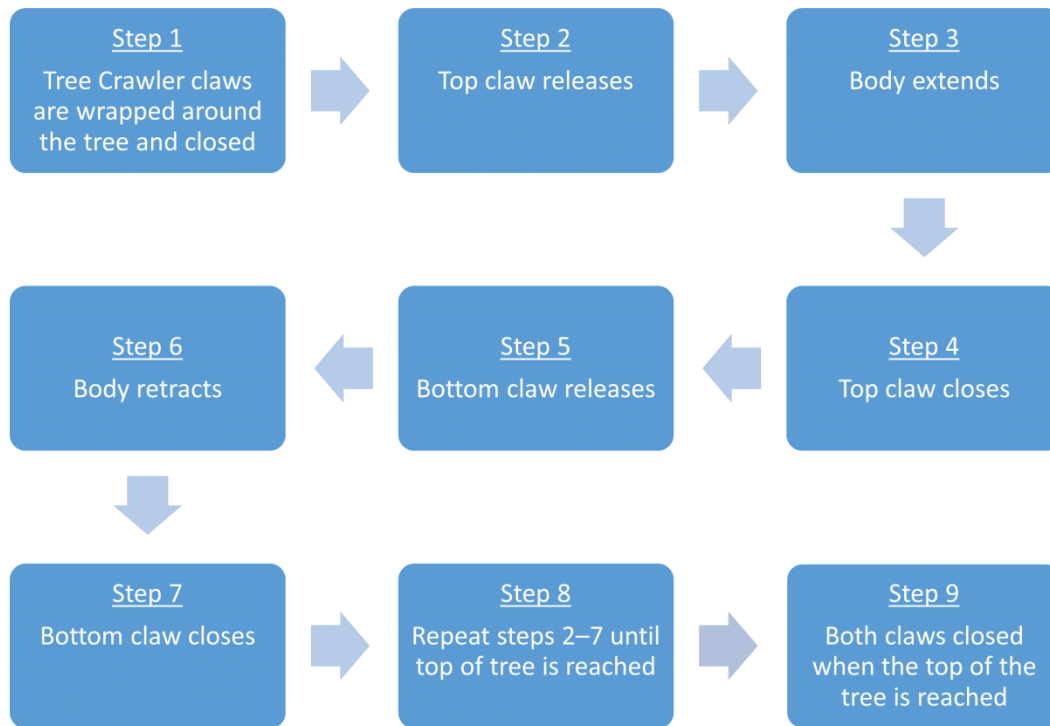 Step 1
Tree Crawler claws
are wrapped around
the tree and closed
Step 2
Top claw releases
Step 3
Body extends
Step 4
Top claw closes
Step 5
Bottom claw releases
Step 6
Body retracts
Step 7
Bottom claw closes
Step 8
Repeat steps 2–7 until
top of tree is reached
Step 9
Both claws closed
when the top of the
tree is reached